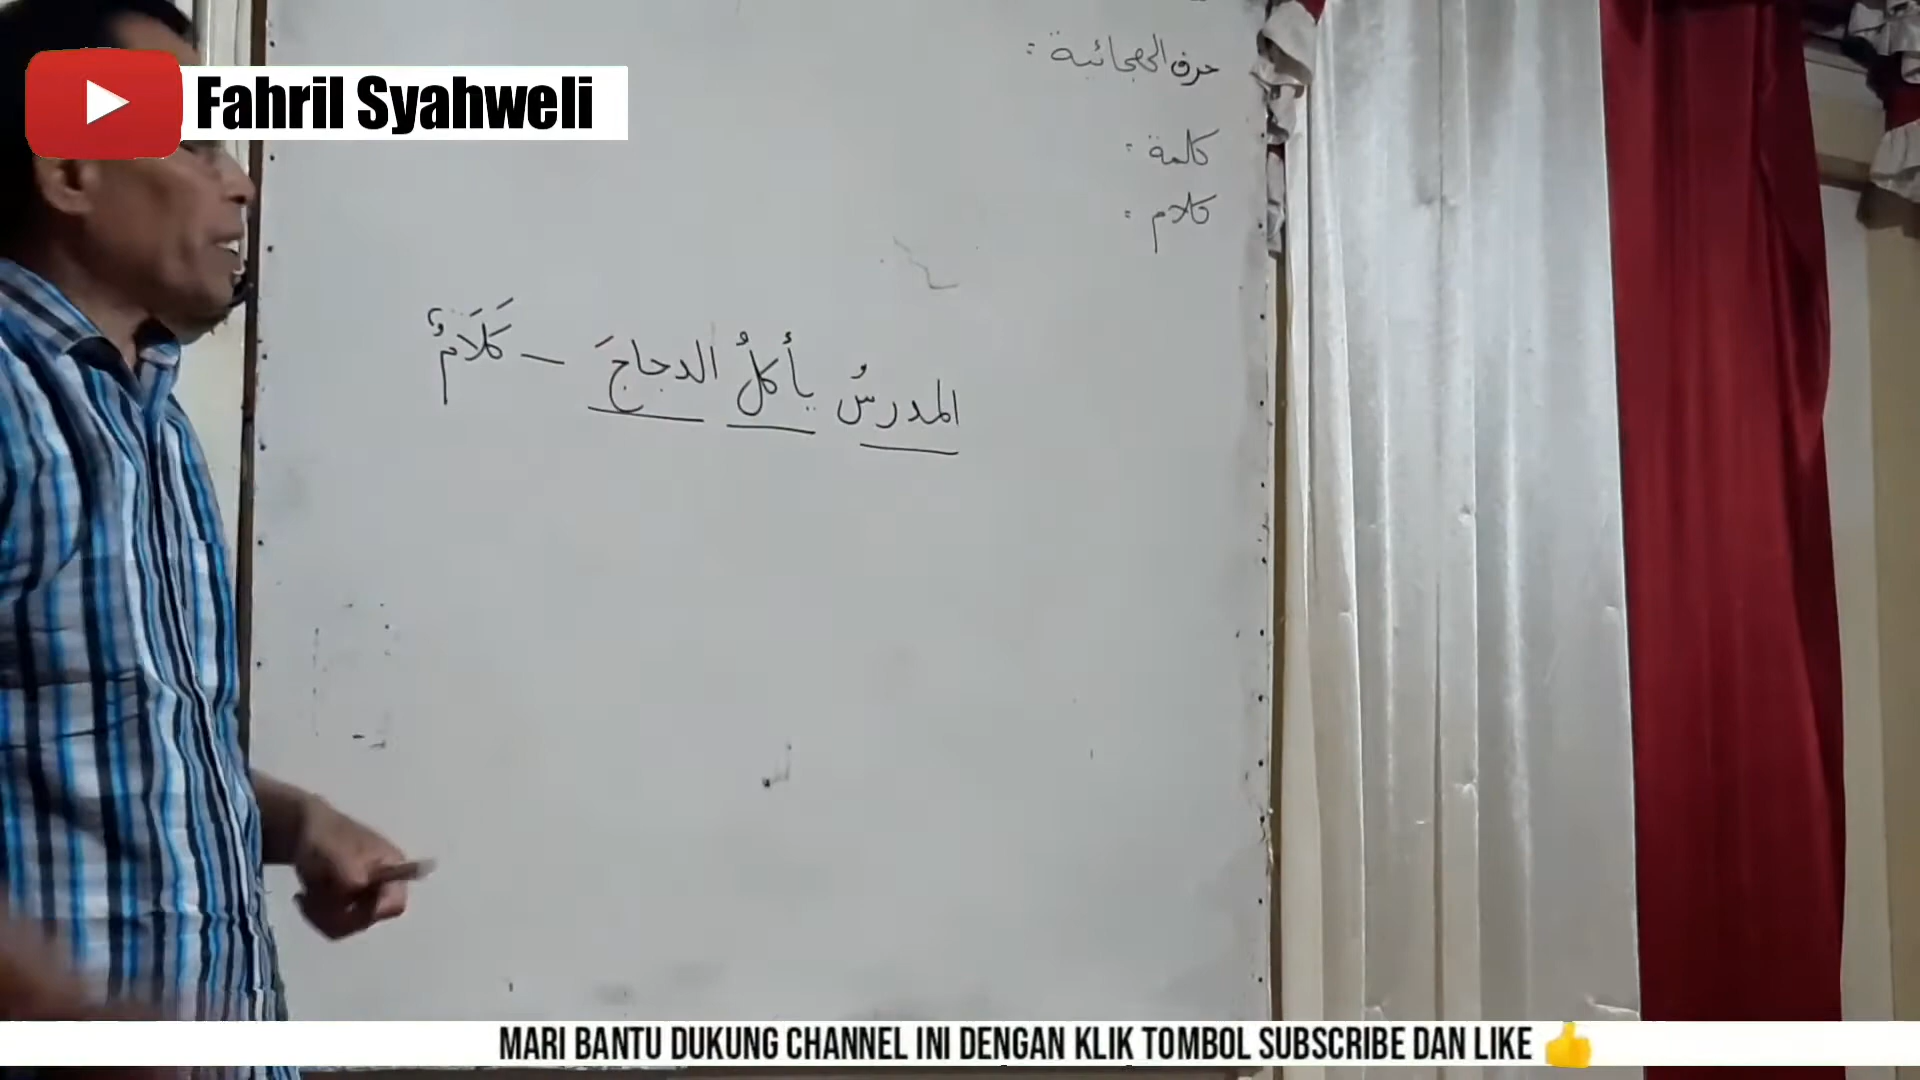 Fahril Syahweli
حرف الهجائية :
كلمة :
كلام :
المدرسُ يأكلُ الدجاجَ – كَلَامٌ
MARI BANTU DUKUNG CHANNEL INI DENGAN KLIK TOMBOL SUBSCRIBE DAN LIKE